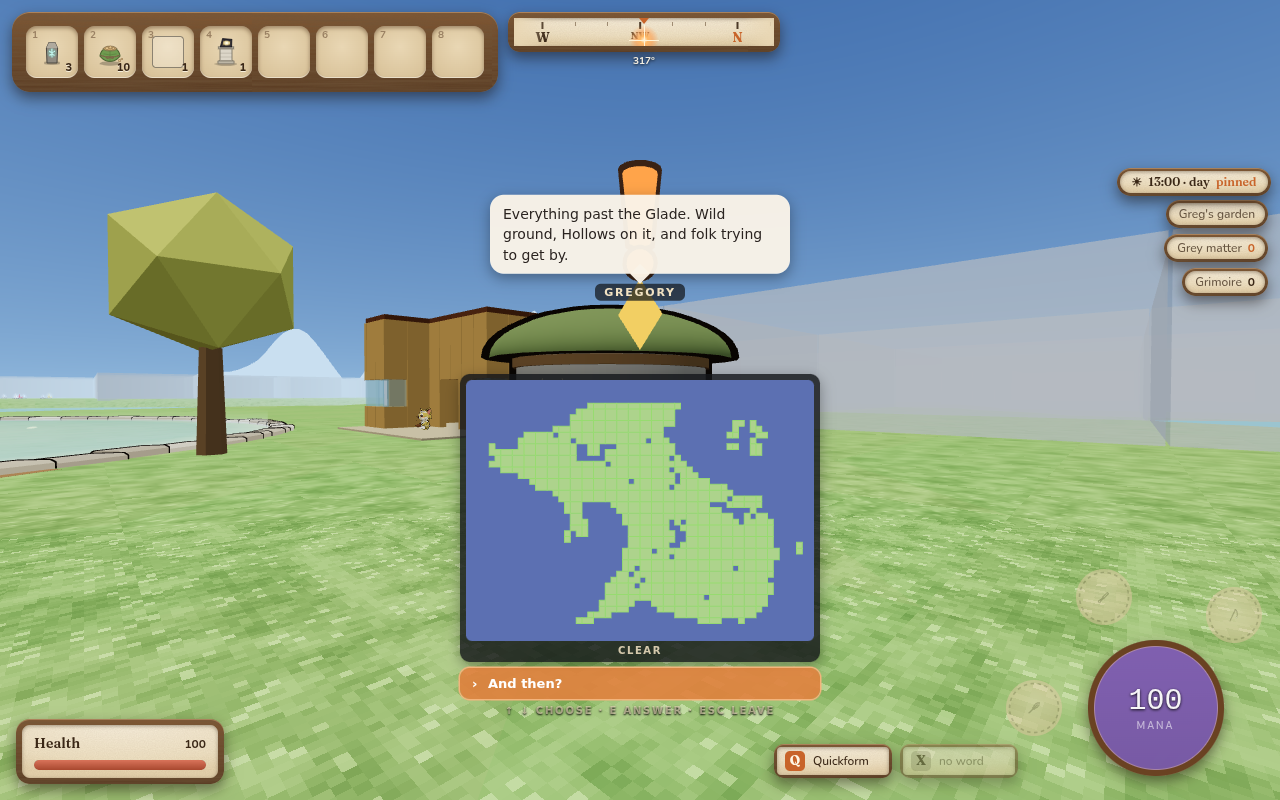 1
2
3
4
5
6
7
8
3
10
1
1
W
NW
N
317°
13:00 · day pinned
Greg's garden
Grey matter 0
Grimoire 0
Everything past the Glade. Wild
ground, Hollows on it, and folk trying
to get by.
GREGORY
CLEAR
› And then?
↑ ↓ CHOOSE · E ANSWER · ESC LEAVE
100
MANA
Health 100
Q Quickform
X no word